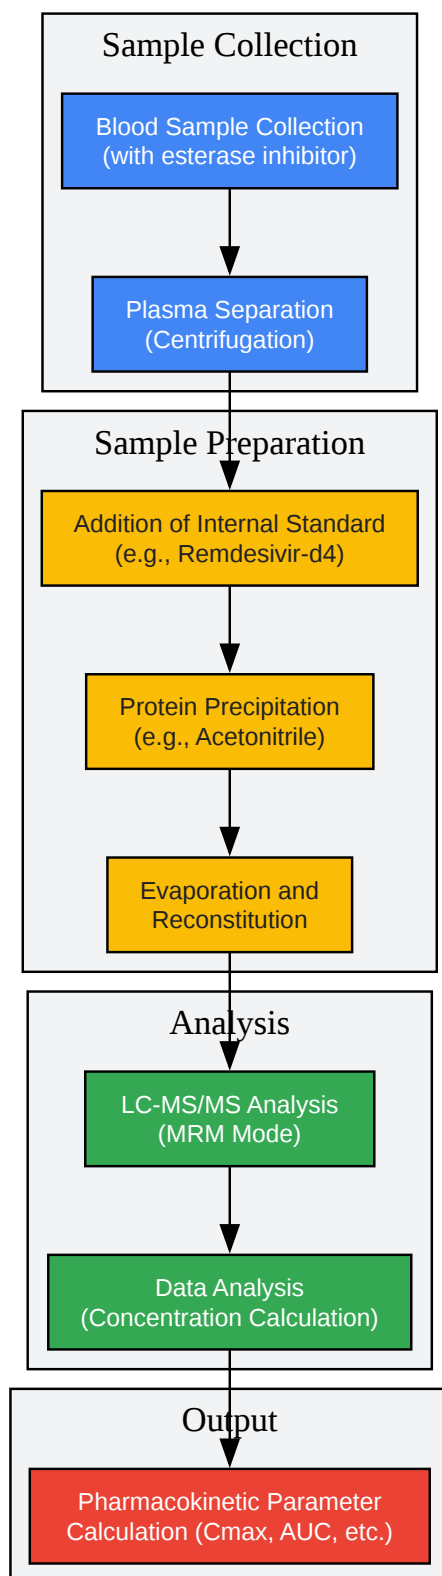 Sample Collection
Blood Sample Collection
(with esterase inhibitor)
Plasma Separation
(Centrifugation)
Sample Preparation
Addition of Internal Standard
(e.g., Remdesivir-d4)
Protein Precipitation
(e.g., Acetonitrile)
Evaporation and
Reconstitution
Analysis
LC-MS/MS Analysis
(MRM Mode)
Data Analysis
(Concentration Calculation)
Output
Pharmacokinetic Parameter
Calculation (Cmax, AUC, etc.)